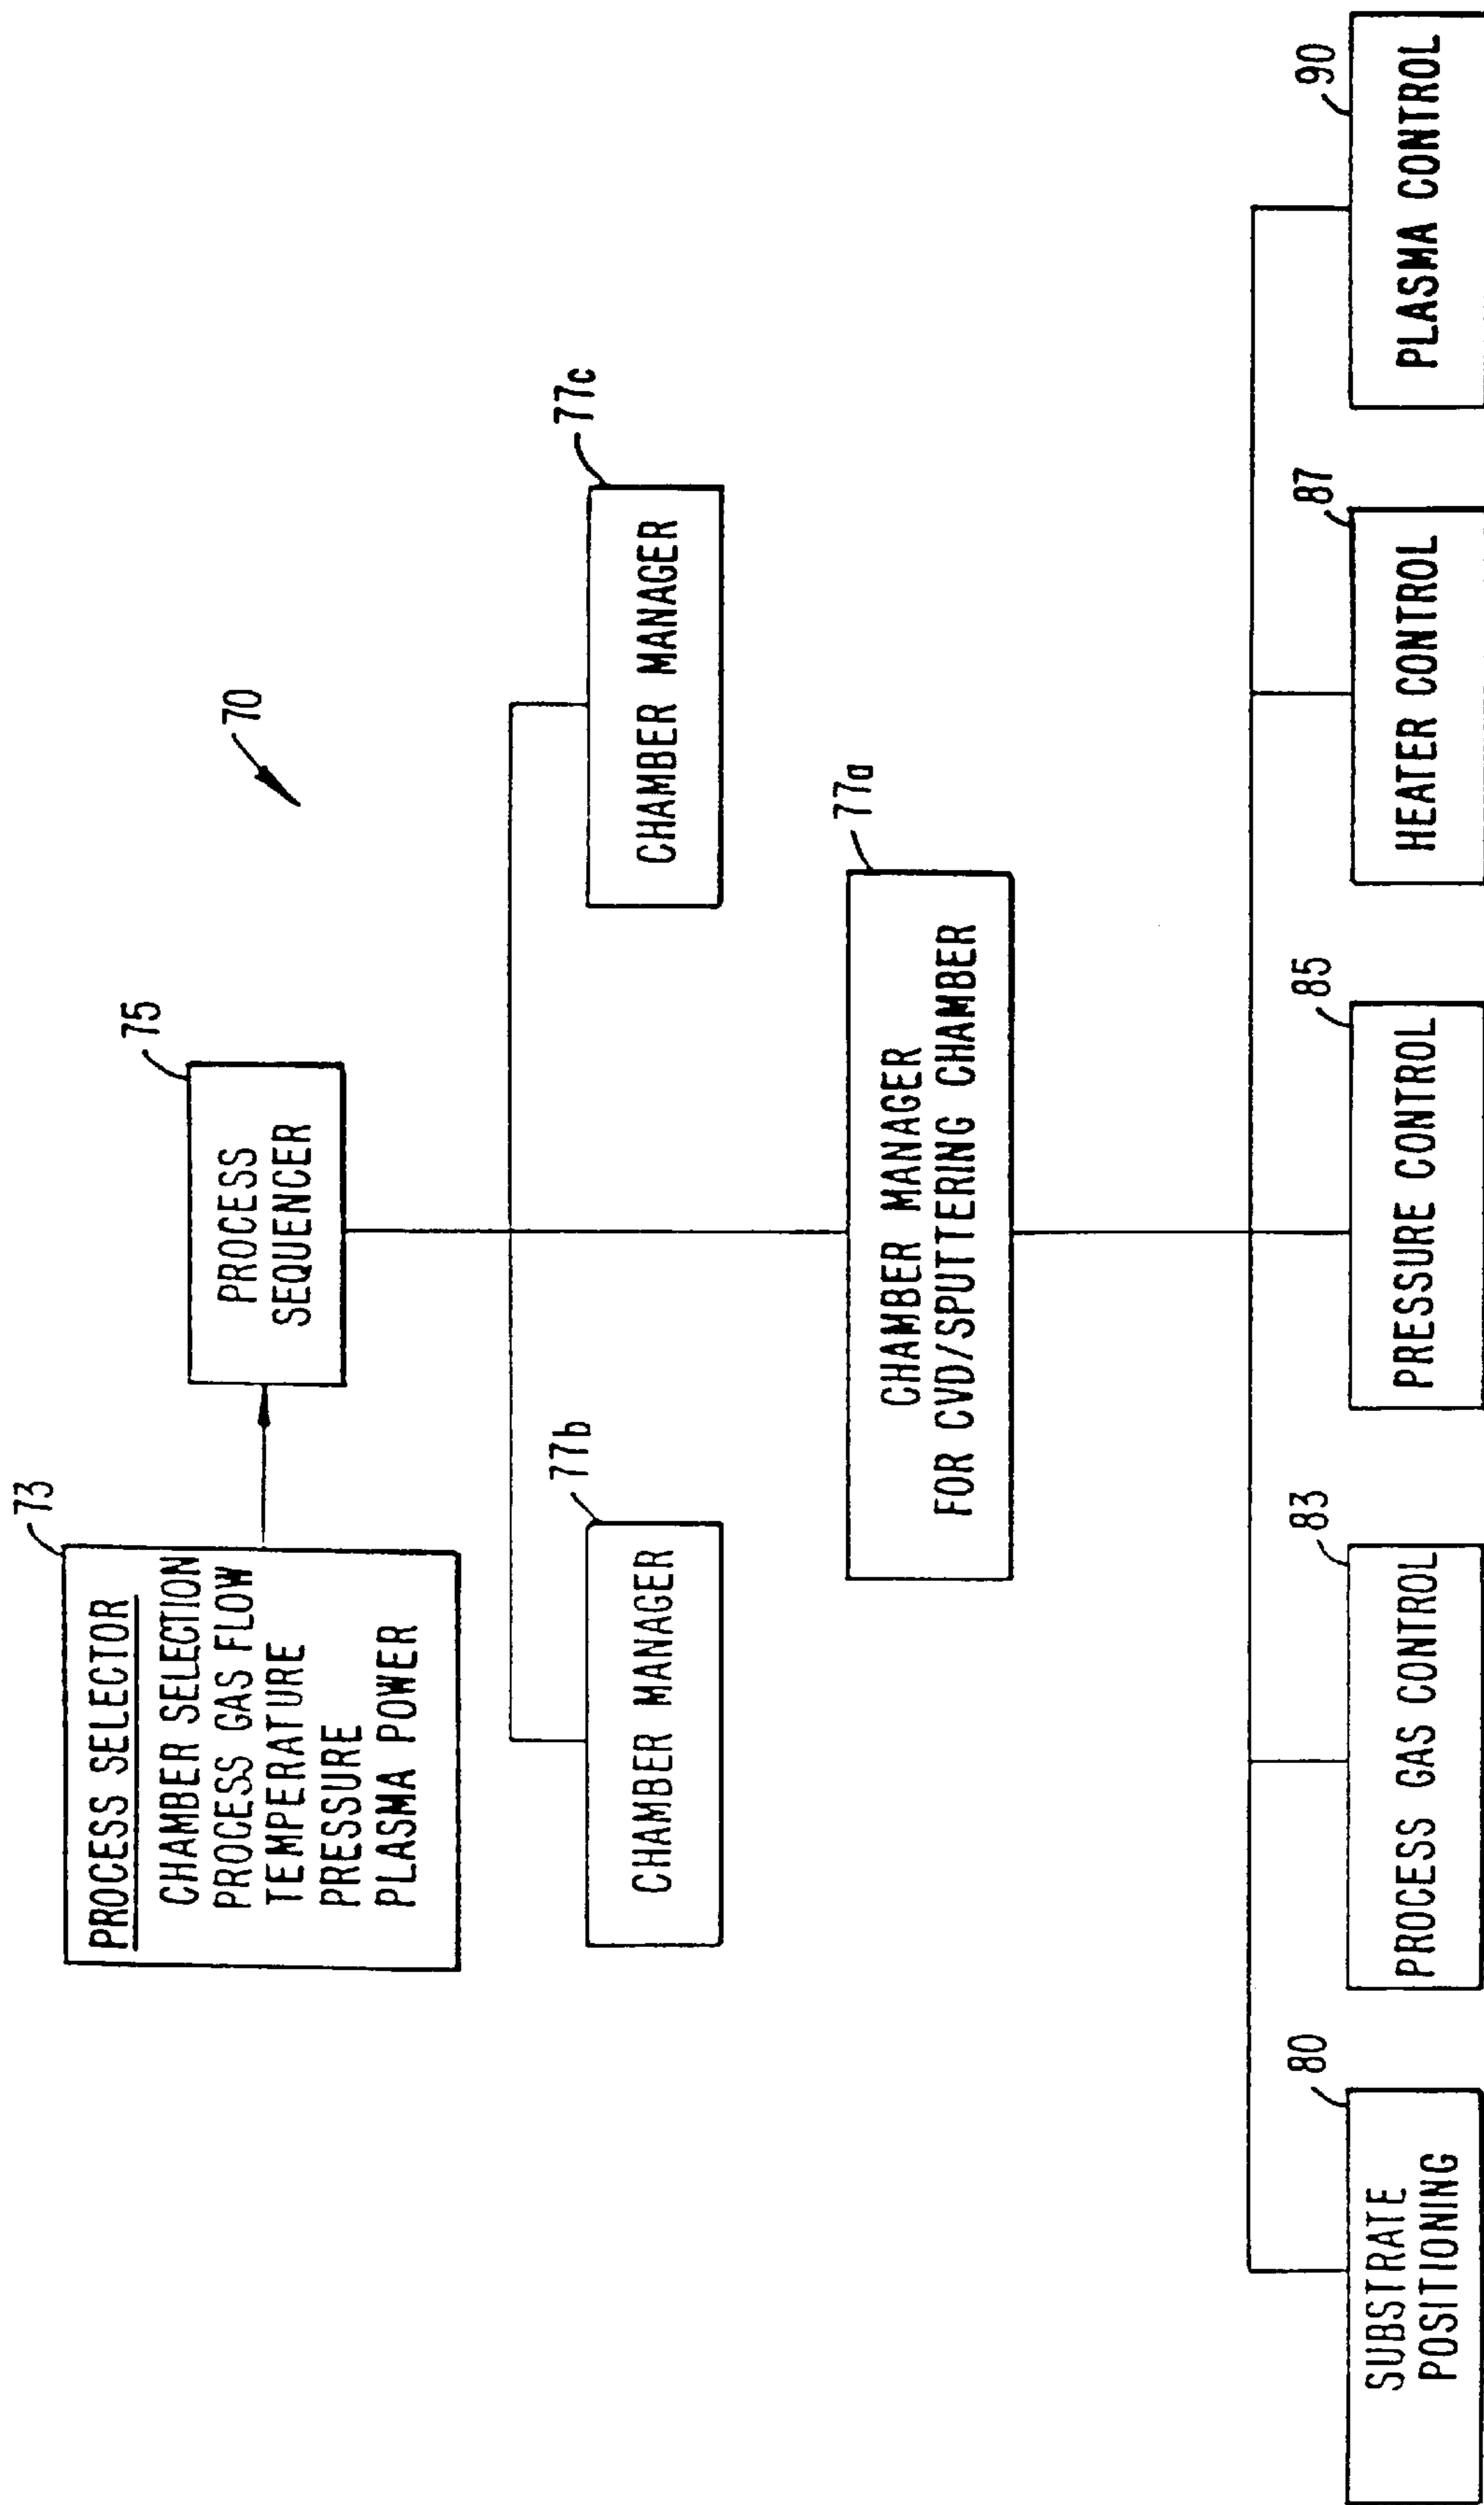 73
PROCESS SELECTOR
CHAMBER SELECTION
PROCESS GAS FLOW
TEMPERATURE
PRESSURE
PLASMA POWER
75
PROCESS
SEQUENCER
70
77b
CHAMBER MANAGER
77c
CHAMBER MANAGER
77a
CHAMBER MANAGER
FOR CVD/SPUTTERING CHAMBER
80
SUBSTRATE
POSITIONING
83
PROCESS GAS CONTROL
85
PRESSURE CONTROL
87
HEATER CONTROL
90
PLASMA CONTROL